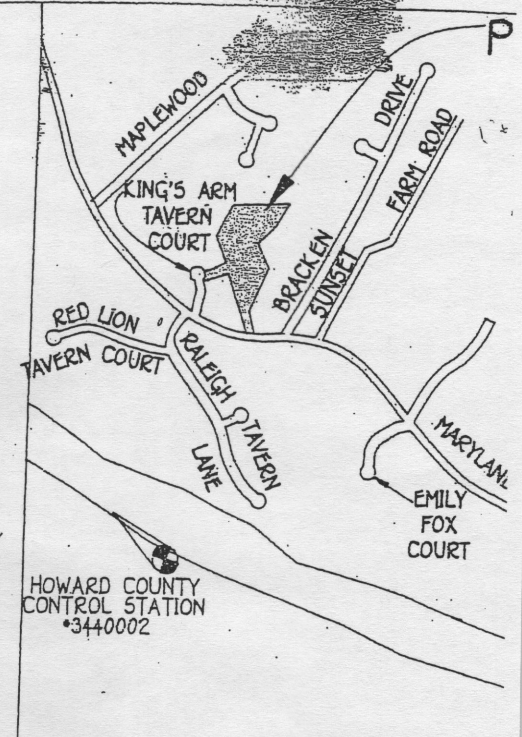 P
MAPLEWOOD
DRIVE
FARM ROAD
KING'S ARM
TAVERN
COURT
BRACKEN
SUNSET
RED LION
TAVERN COURT
RALEIGH
TAVERN
LANE
MARYLAN
EMILY
FOX
COURT
HOWARD COUNTY
CONTROL STATION
•3440002